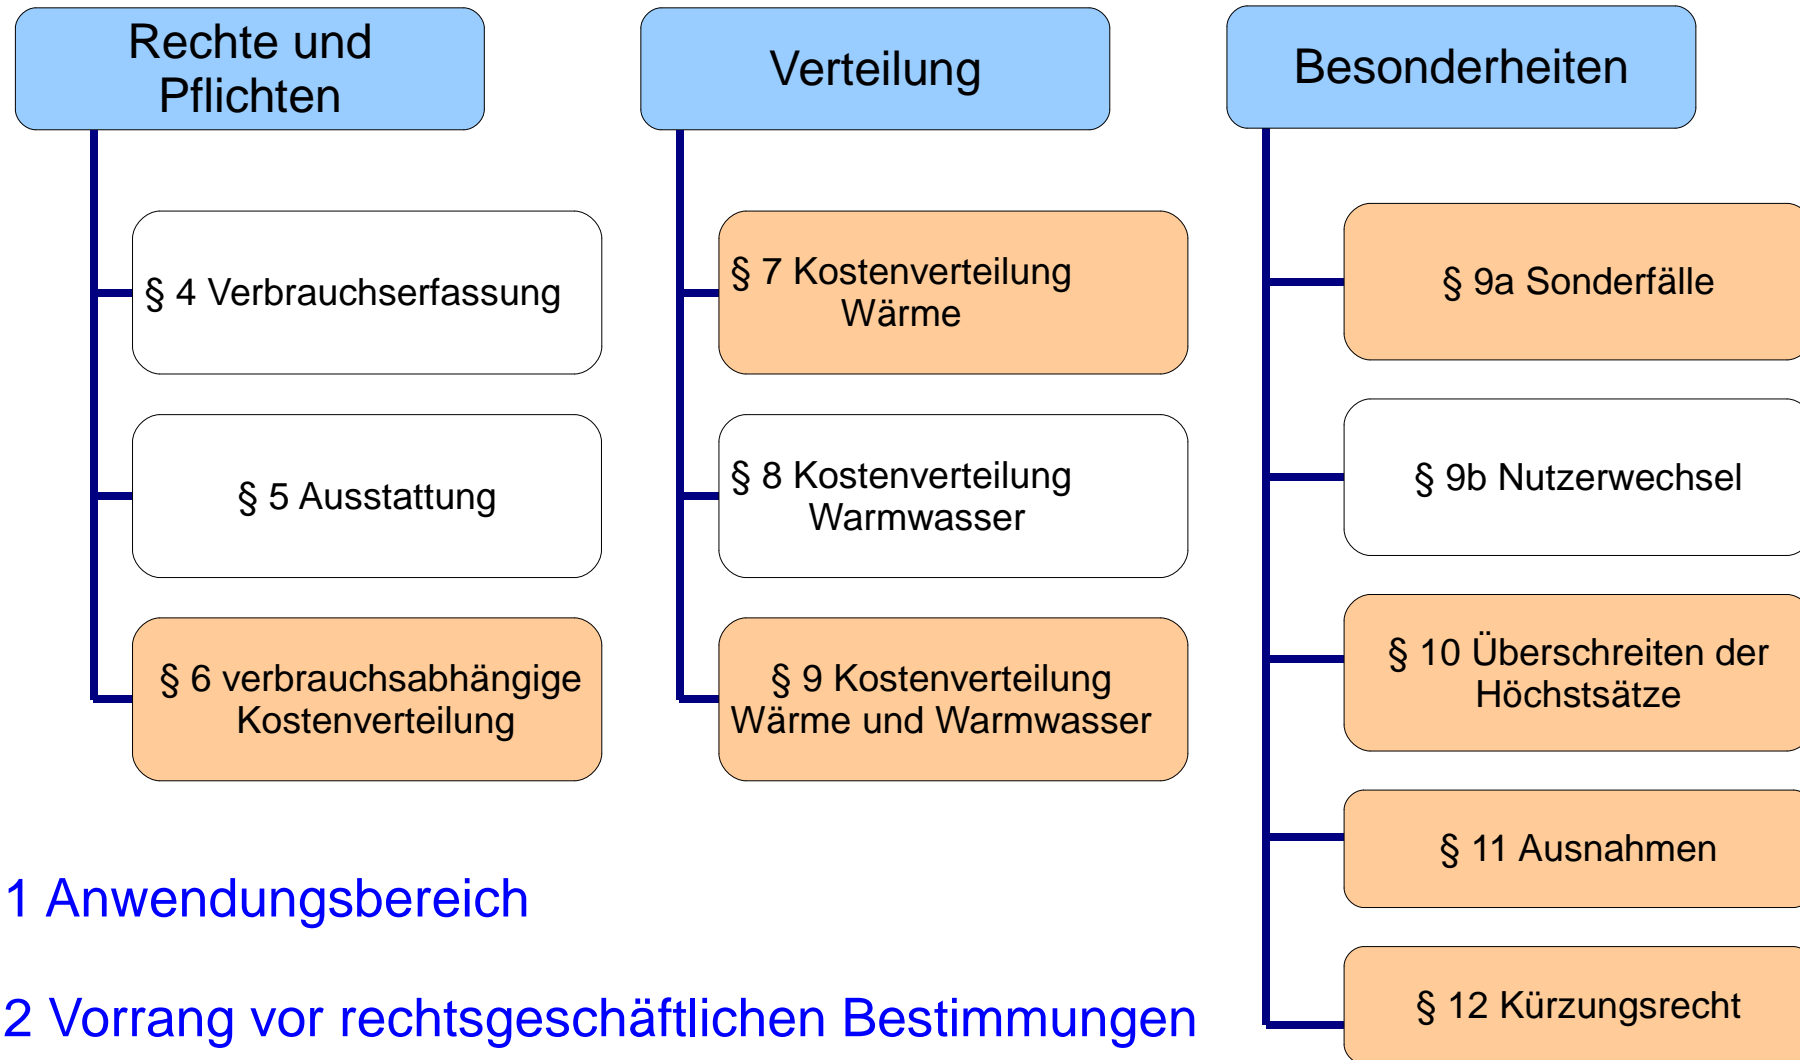 Rechte und
Pflichten
§ 4 Verbrauchserfassung
§ 5 Ausstattung
§ 6 verbrauchsabhängige
Kostenverteilung
Verteilung
§ 7 Kostenverteilung
Wärme
§ 8 Kostenverteilung
Warmwasser
§ 9 Kostenverteilung
Wärme und Warmwasser
Besonderheiten
§ 9a Sonderfälle
§ 9b Nutzerwechsel
§ 10 Überschreiten der
Höchstsätze
§ 11 Ausnahmen
§ 12 Kürzungsrecht
1 Anwendungsbereich
2 Vorrang vor rechtsgeschäftlichen Bestimmungen